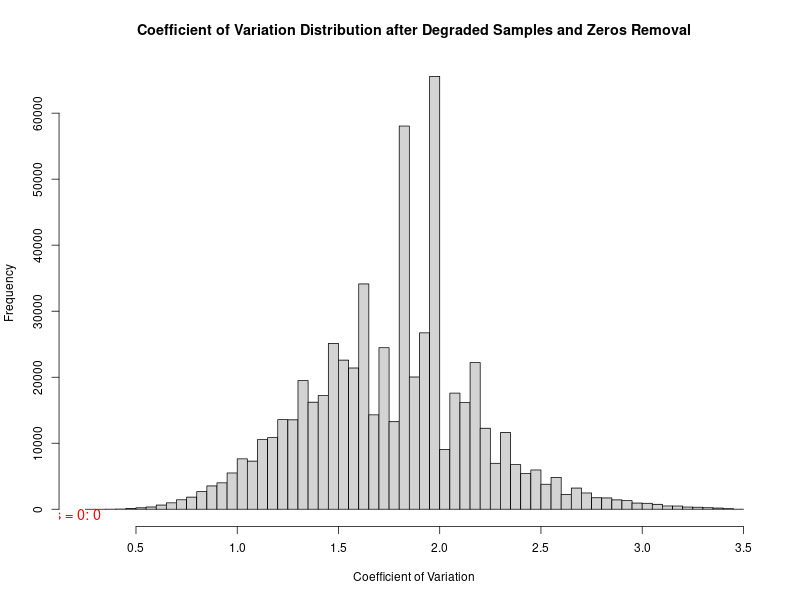 Coefficient of Variation Distribution after Degraded Samples and Zeros Removal
60000
50000
40000
30000
20000
10000
0
Frequency
= 0: 0
0.5 1.0 1.5 2.0 2.5 3.0 3.5
Coefficient of Variation